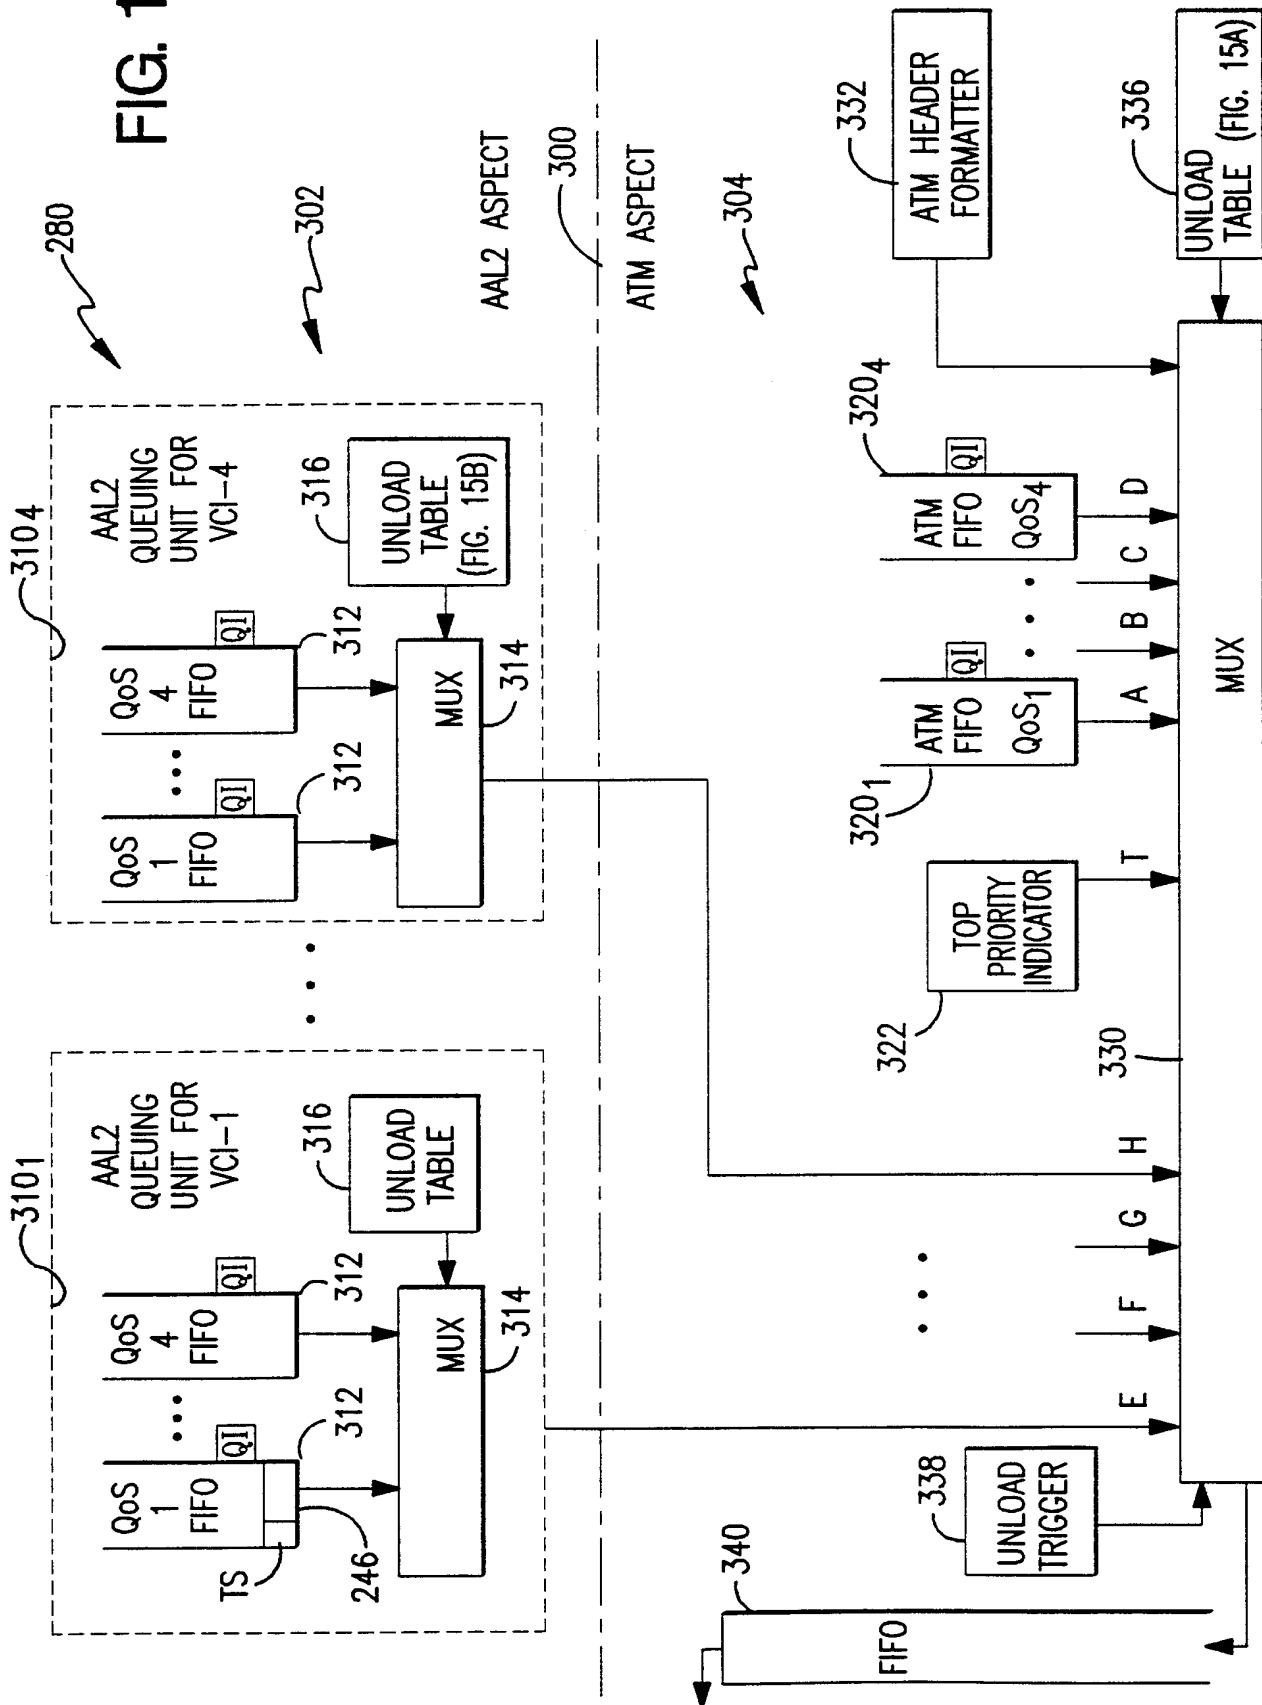 FIG. 1
280
302
AAL2 ASPECT
300
ATM ASPECT
304
3101
AAL2
QUEUING
UNIT FOR
VCI-1
QoS
1
FIFO
QI
TS
246
312
QoS
4
FIFO
QI
312
316
UNLOAD
TABLE
MUX
314
3104
AAL2
QUEUING
UNIT FOR
VCI-4
QoS
1
FIFO
QI
312
QoS
4
FIFO
QI
312
316
UNLOAD
TABLE
(FIG. 15B)
MUX
314
340
FIFO
338
UNLOAD
TRIGGER
E
F
G
H
322
TOP
PRIORITY
INDICATOR
T
3201
ATM
FIFO
QoS1
QI
A
B
C
3204
ATM
FIFO
QoS4
QI
D
332
ATM HEADER
FORMATTER
336
UNLOAD
TABLE (FIG. 15A)
330
MUX